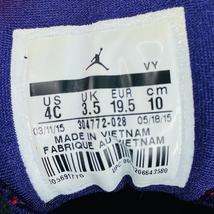 VY
US UK EUR cm
4C 3.5 19.5 10
03/11/15 304772-028 05/18/15
MADE IN VIETNAM
FABRIQUE AU VIETNAM